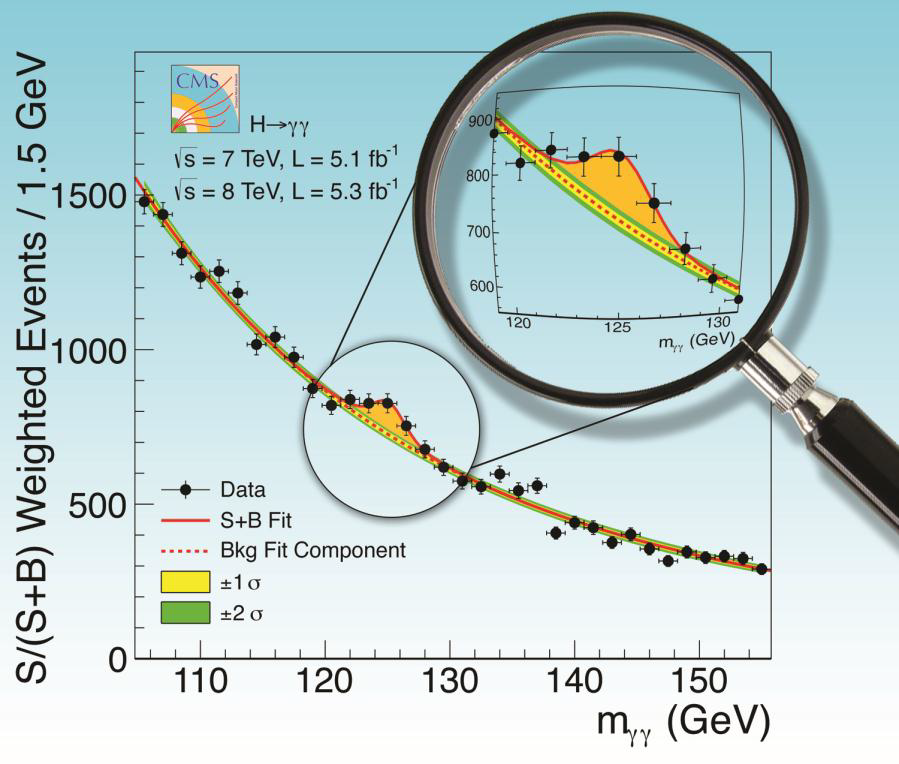 S/(S+B) Weighted Events / 1.5 GeV
CMS
H→γγ
√s = 7 TeV, L = 5.1 fb⁻¹
√s = 8 TeV, L = 5.3 fb⁻¹
1500
1000
500
0
Data
S+B Fit
Bkg Fit Component
±1 σ
±2 σ
110 120 130 140 150
mγγ (GeV)
900
800
700
600
120 125 130
mγγ (GeV)